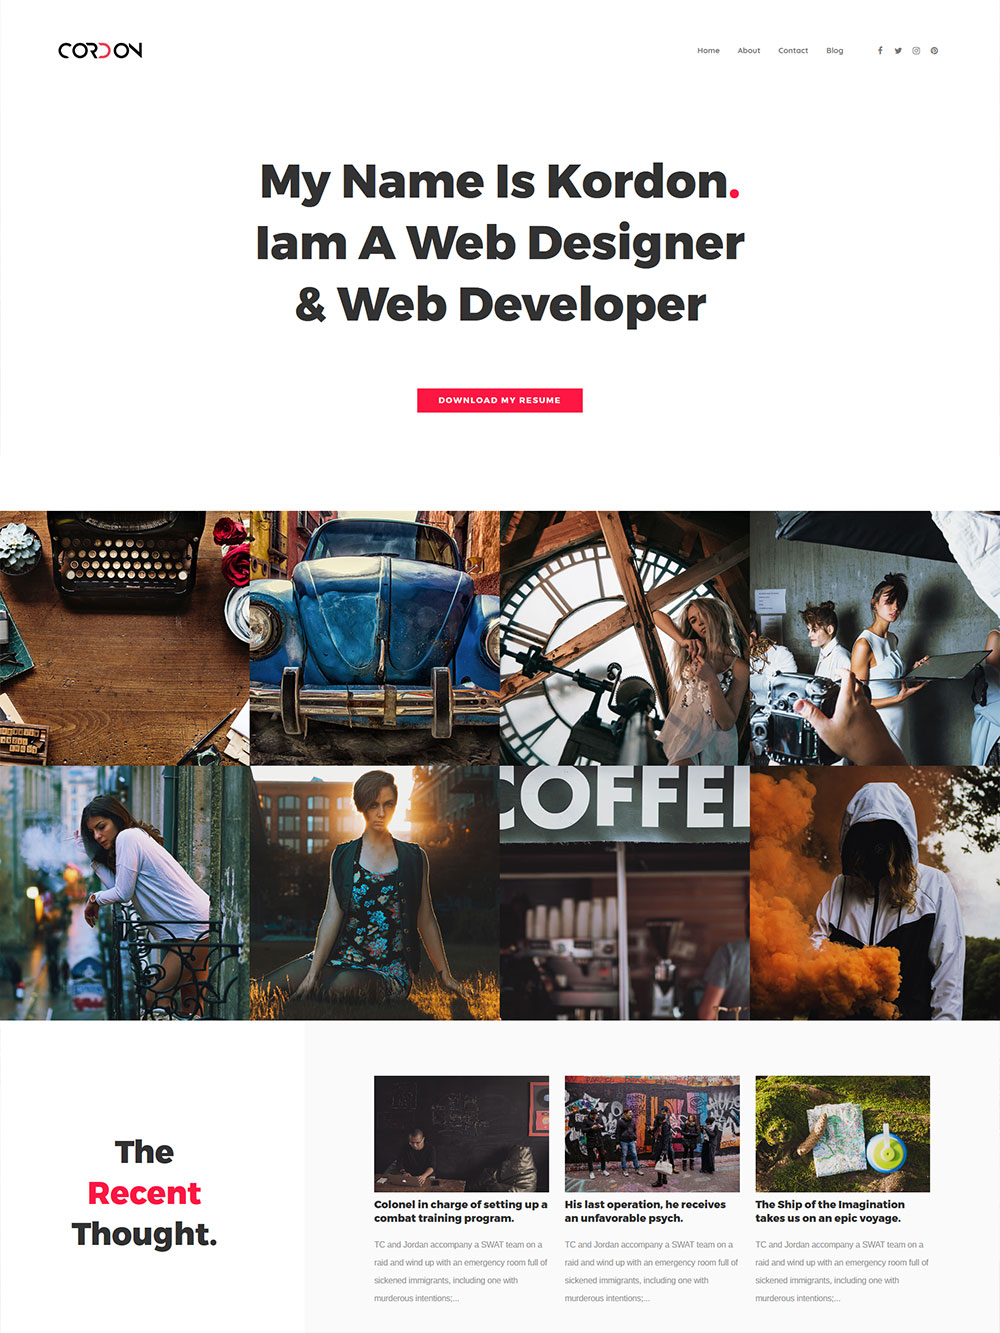 CORDON
Home About Contact Blog
My Name Is Kordon.
Iam A Web Designer
& Web Developer
DOWNLOAD MY RESUME
COFFEE
The
Recent
Thought.
Colonel in charge of setting up a
combat training program.
TC and Jordan accompany a SWAT team on a
raid and wind up with an emergency room full of
sickened immigrants, including one with
murderous intentions;...
His last operation, he receives
an unfavorable psych.
TC and Jordan accompany a SWAT team on a
raid and wind up with an emergency room full of
sickened immigrants, including one with
murderous intentions;...
The Ship of the Imagination
takes us on an epic voyage.
TC and Jordan accompany a SWAT team on a
raid and wind up with an emergency room full of
sickened immigrants, including one with
murderous intentions;...